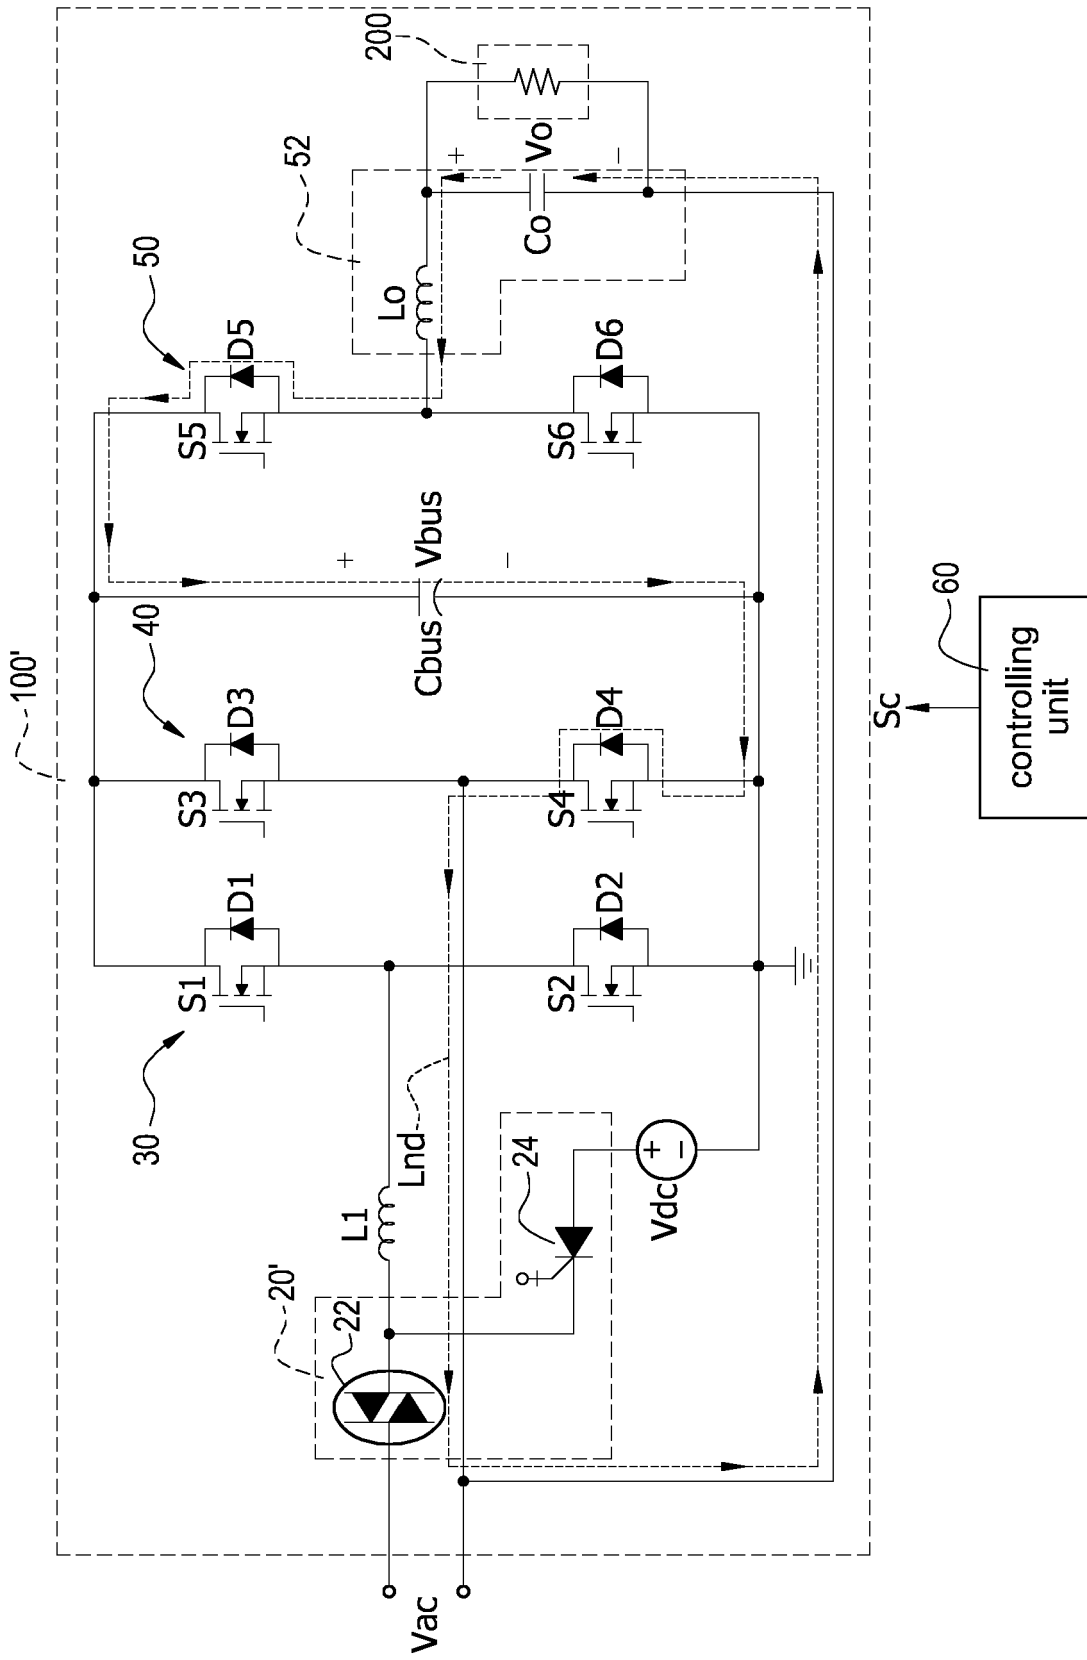 100'
200
52
50
40
30
S1
D1
S3
D3
S5
D5
Lo
Co
Vo
+
−
Cbus
Vbus
+
−
S2
D2
S4
D4
S6
D6
Vac
20'
22
L1
Lnd
24
Vdc
+
−
Sc
60
controlling
unit